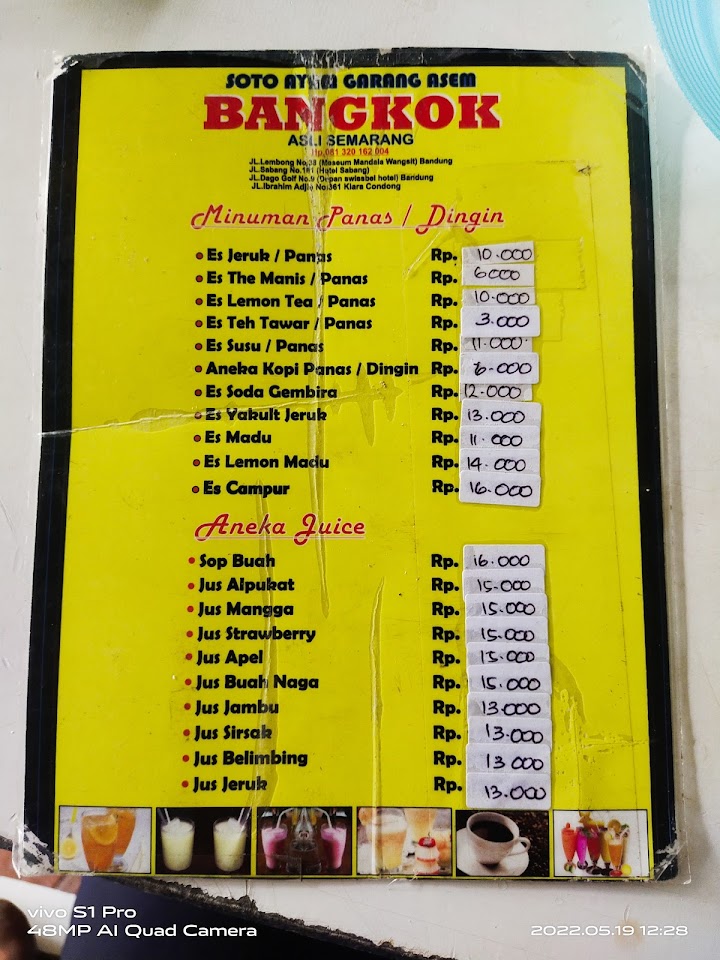 SOTO AYAM GARANG ASEM
BANGKOK
ASLI SEMARANG
Hp.081 320 162 004
JL.Lembong No.38 (Maseum Mandala Wangsit) Bandung
JL.Sabang No.101 (Hotel Sabang)
JL.Dago Golf No.9 (Depan swissbel hotel) Bandung
JL.Ibrahim Adjie No:361 Kiara Condong
Minuman Panas / Dingin
Es Jeruk / Panas Rp. 10.000
Es The Manis / Panas Rp. 6000
Es Lemon Tea / Panas Rp. 10.000
Es Teh Tawar / Panas Rp. 3.000
Es Susu / Panas Rp. 11.000
Aneka Kopi Panas / Dingin Rp. 6.000
Es Soda Gembira Rp. 12.000
Es Yakult Jeruk Rp. 13.000
Es Madu Rp. 11.000
Es Lemon Madu Rp. 14.000
Es Campur Rp. 16.000
Aneka Juice
Sop Buah Rp. 16.000
Jus Alpukat Rp. 15.000
Jus Mangga Rp. 15.000
Jus Strawberry Rp. 15.000
Jus Apel Rp. 15.000
Jus Buah Naga Rp. 15.000
Jus Jambu Rp. 13.000
Jus Sirsak Rp. 13.000
Jus Belimbing Rp. 13 000
Jus Jeruk Rp. 13.000
vivo S1 Pro
48MP AI Quad Camera
2022.05.19 12:28